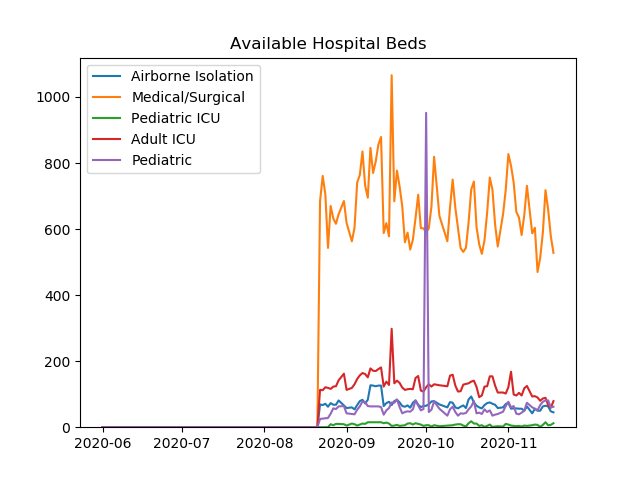 Available Hospital Beds
Airborne Isolation
Medical/Surgical
Pediatric ICU
Adult ICU
Pediatric
1000
800
600
400
200
0
2020-06 2020-07 2020-08 2020-09 2020-10 2020-11